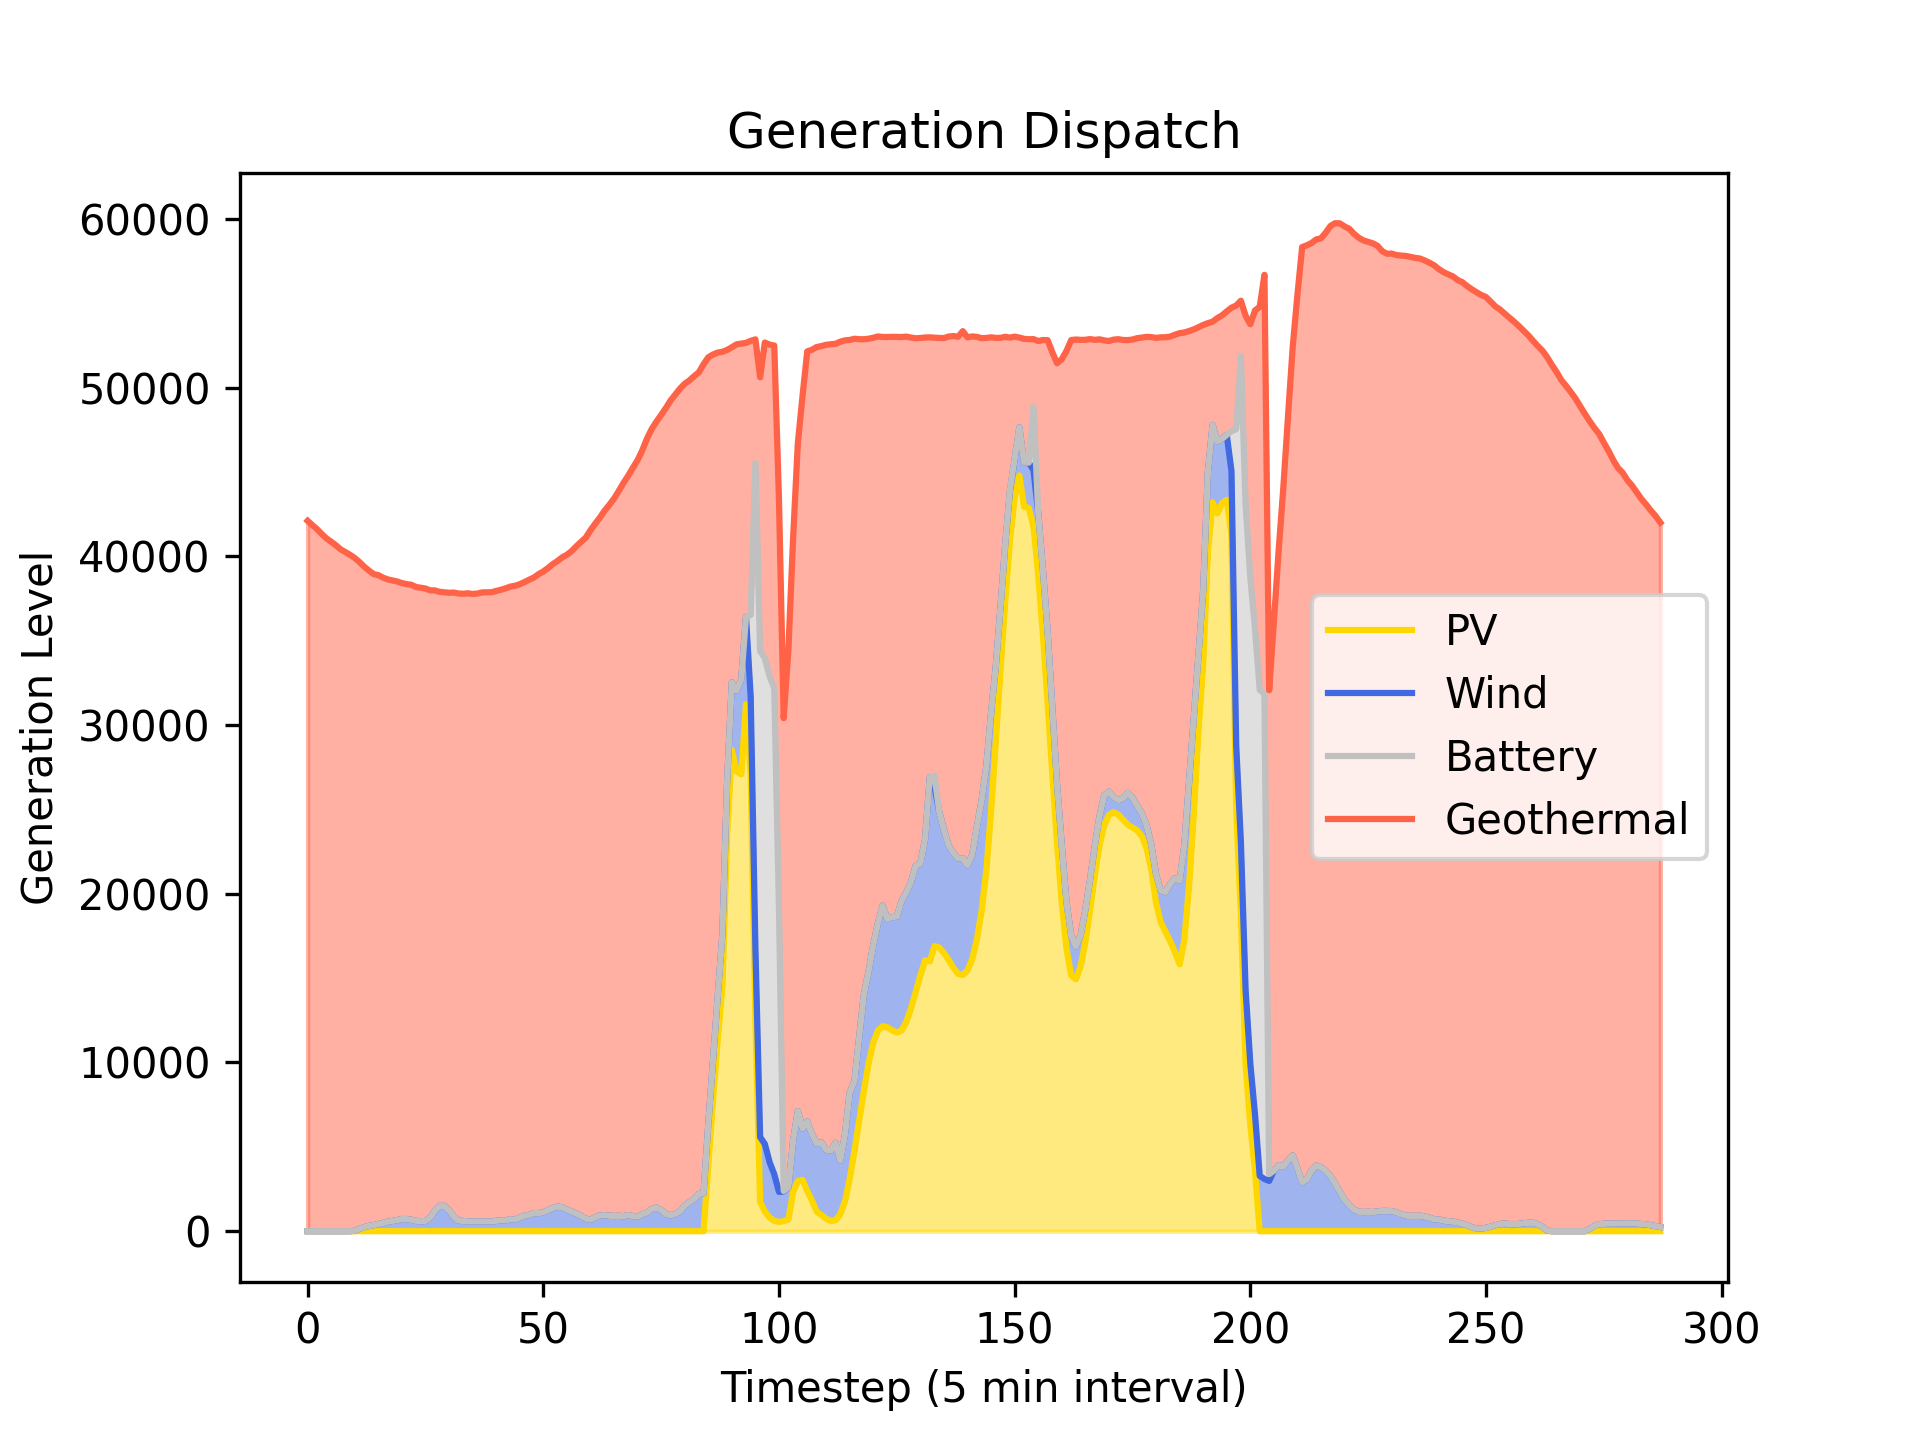 Generation Dispatch
Generation Level
60000
50000
40000
30000
20000
10000
0
PV
Wind
Battery
Geothermal
0 50 100 150 200 250 300
Timestep (5 min interval)